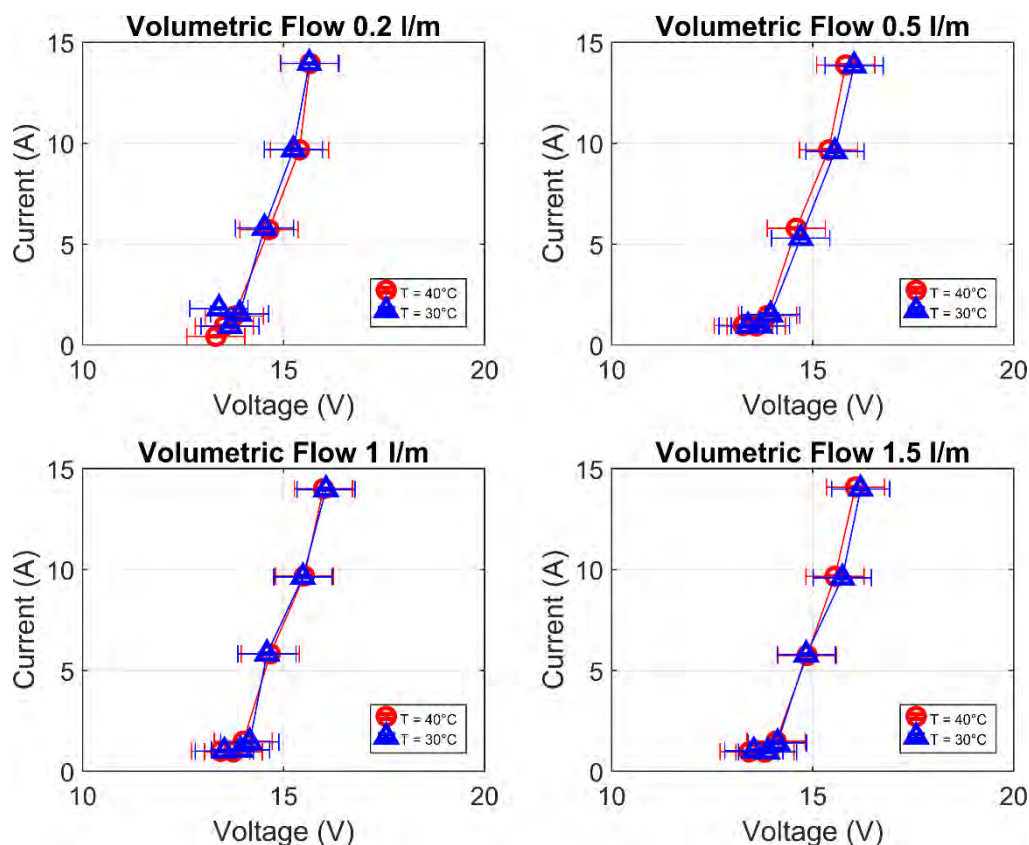 Volumetric Flow 0.2 l/m
15
10
5
0
10
15
20
Current (A)
Voltage (V)
T = 40°C
T = 30°C
Volumetric Flow 0.5 l/m
15
10
5
0
10
15
20
Current (A)
Voltage (V)
T = 40°C
T = 30°C
Volumetric Flow 1 l/m
15
10
5
0
10
15
20
Current (A)
Voltage (V)
T = 40°C
T = 30°C
Volumetric Flow 1.5 l/m
15
10
5
0
10
15
20
Current (A)
Voltage (V)
T = 40°C
T = 30°C